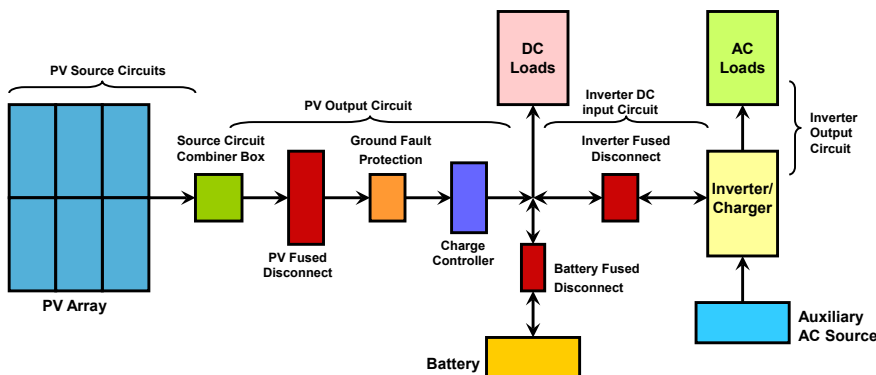 DC
Loads
AC
Loads
PV Source Circuits
PV Output Circuit
Inverter DC
input Circuit
Inverter
Output
Circuit
Source Circuit
Combiner Box
Ground Fault
Protection
Inverter Fused
Disconnect
Inverter/
Charger
PV Fused
Disconnect
Charge
Controller
Battery Fused
Disconnect
PV Array
Auxiliary
AC Source
Battery